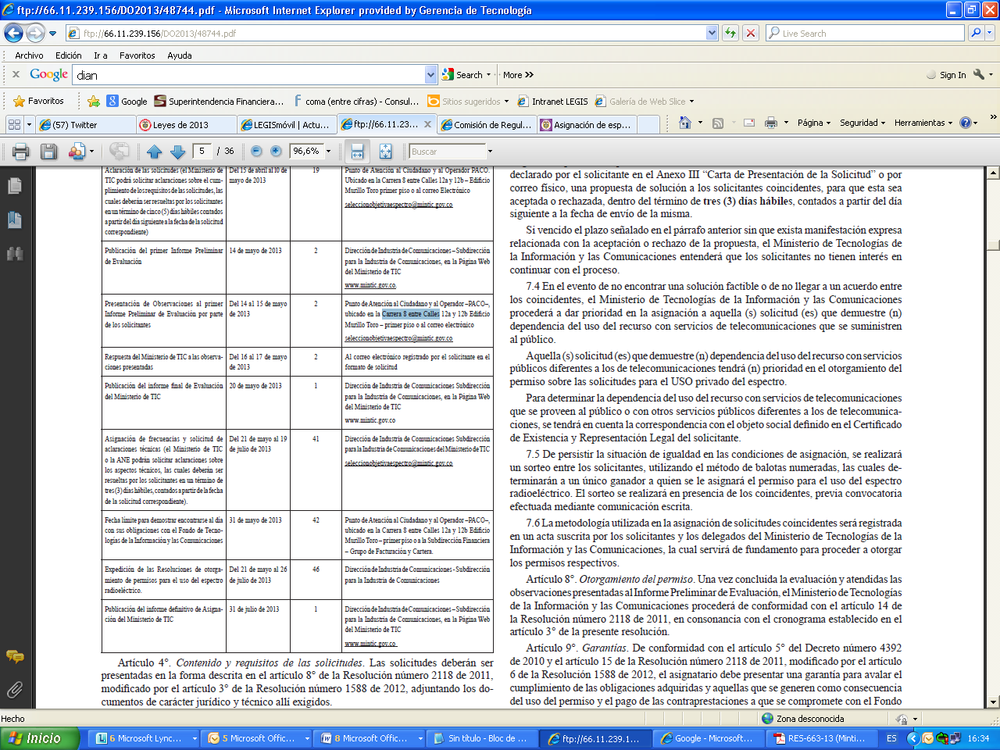 ftp://66.11.239.156/DO2013/48744.pdf - Microsoft Internet Explorer provided by Gerencia de Tecnología
ftp://66.11.239.156/DO2013/48744.pdf
Live Search
Archivo Edición Ir a Favoritos Ayuda
x Google dian Search More Sign In
Favoritos Google Superintendencia Financiera... coma (entre cifras) - Consul... Sitios sugeridos Intranet LEGIS Galería de Web Slice
(57) Twitter Leyes de 2013 LEGISmóvil | Actu... ftp://66.11.23... Comisión de Regul... Asignación de esp... Página Seguridad Herramientas
5 / 36 96,6% Buscar
Aclaración de las solicitudes (el Ministerio de
TIC podrá solicitar aclaraciones sobre el cum-
plimiento de los requisitos de las solicitudes, las
cuales deberán ser resueltas por los solicitantes
en un término de cinco (5) días hábiles contados
a partir del día siguiente a la fecha de la solicitud
correspondiente)
Del 15 de abril al 10 de
mayo de 2013
19
Punto de Atención al Ciudadano y al Operador PACO.
Ubicado en la Carrera 8 entre Calles 12a y 12b – Edificio
Murillo Toro primer piso o al correo Electrónico
seleccionobjetivaespectro@mintic.gov.co
Publicación del primer Informe Preliminar
de Evaluación
14 de mayo de 2013
2
Dirección de Industria de Comunicaciones – Subdirección
para la Industria de Comunicaciones, en la Página Web
del Ministerio de TIC
www.mintic.gov.co.
Presentación de Observaciones al primer
Informe Preliminar de Evaluación por parte
de los solicitantes
Del 14 al 15 de mayo
de 2013
2
Punto de Atención al Ciudadano y al Operador –PACO–,
ubicado en la Carrera 8 entre Calles 12a y 12b Edificio
Murillo Toro – primer piso o al correo electrónico
seleccionobjetivaespectro@mintic.gov.co
Respuesta del Ministerio de TIC a las observa-
ciones presentadas
Del 16 al 17 de mayo
de 2013
2
Al correo electrónico registrado por el solicitante en el
formato de solicitud
Publicación del informe final de Evaluación
del Ministerio de TIC
20 de mayo de 2013
1
Dirección de Industria de Comunicaciones Subdirección
para la Industria de Comunicaciones, en la Página Web
del Ministerio de TIC
www.mintic.gov.co
Asignación de frecuencias y solicitud de
aclaraciones técnicas (el Ministerio de TIC
o la ANE podrán solicitar aclaraciones sobre
los aspectos técnicos, las cuales deberán ser
resueltas por los solicitantes en un término de
tres (3) días hábiles, contados a partir de la fecha
de la solicitud correspondiente).
Del 21 de mayo al 19
de julio de 2013
41
Dirección de Industria de Comunicaciones Subdirección
para la Industria de Comunicaciones del Ministerio de TIC
seleccionobjetivaespectro@mintic.gov.co
Fecha límite para demostrar encontrarse al día
con sus obligaciones con el Fondo de Tecno-
logías de la Información y las Comunicaciones
31 de mayo de 2013
42
Punto de Atención al Ciudadano y al Operador –PACO–,
ubicado en la Carrera 8 entre Calles 12a y 12b Edificio
Murillo Toro – primer piso o a la Subdirección Financiera
– Grupo de Facturación y Cartera.
Expedición de las Resoluciones de otorga-
miento de permisos para el uso del espectro
radioeléctrico.
Del 21 de mayo al 26
de julio de 2013
46
Dirección de Industria de Comunicaciones - Subdirección
para la Industria de Comunicaciones
Publicación del informe definitivo de Asigna-
ción del Ministerio de TIC
31 de julio de 2013
1
Dirección de Industria de Comunicaciones – Subdirección
para la Industria de Comunicaciones, en la Página Web
del Ministerio de TIC
www.mintic.gov.co
Artículo 4°. Contenido y requisitos de las solicitudes. Las solicitudes deberán ser
presentadas en la forma descrita en el artículo 8° de la Resolución número 2118 de 2011,
modificado por el artículo 3° de la Resolución número 1588 de 2012, adjuntando los do-
cumentos de carácter jurídico y técnico allí exigidos.
declarado por el solicitante en el Anexo III “Carta de Presentación de la Solicitud” o por
correo físico, una propuesta de solución a los solicitantes coincidentes, para que esta sea
aceptada o rechazada, dentro del término de tres (3) días hábiles, contados a partir del día
siguiente a la fecha de envío de la misma.
Si vencido el plazo señalado en el párrafo anterior sin que exista manifestación expresa
relacionada con la aceptación o rechazo de la propuesta, el Ministerio de Tecnologías de
la Información y las Comunicaciones entenderá que los solicitantes no tienen interés en
continuar con el proceso.
7.4 En el evento de no encontrar una solución factible o de no llegar a un acuerdo entre
los coincidentes, el Ministerio de Tecnologías de la Información y las Comunicaciones
procederá a dar prioridad en la asignación a aquella (s) solicitud (es) que demuestre (n)
dependencia del uso del recurso con servicios de telecomunicaciones que se suministren
al público.
Aquella (s) solicitud (es) que demuestre (n) dependencia del uso del recurso con servicios
públicos diferentes a los de telecomunicaciones tendrá (n) prioridad en el otorgamiento del
permiso sobre las solicitudes para el USO privado del espectro.
Para determinar la dependencia del uso del recurso con servicios de telecomunicaciones
que se proveen al público o con otros servicios públicos diferentes a los de telecomunica-
ciones, se tendrá en cuenta la correspondencia con el objeto social definido en el Certificado
de Existencia y Representación Legal del solicitante.
7.5 De persistir la situación de igualdad en las condiciones de asignación, se realizará
un sorteo entre los solicitantes, utilizando el método de balotas numeradas, las cuales de-
terminarán a un único ganador a quien se le asignará el permiso para el uso del espectro
radioeléctrico. El sorteo se realizará en presencia de los coincidentes, previa convocatoria
efectuada mediante comunicación escrita.
7.6 La metodología utilizada en la asignación de solicitudes coincidentes será registrada
en un acta suscrita por los solicitantes y los delegados del Ministerio de Tecnologías de la
Información y las Comunicaciones, la cual servirá de fundamento para proceder a otorgar
los permisos respectivos.
Artículo 8°. Otorgamiento del permiso. Una vez concluida la evaluación y atendidas las
observaciones presentadas al Informe Preliminar de Evaluación, el Ministerio de Tecnologías
de la Información y las Comunicaciones procederá de conformidad con el artículo 14 de
la Resolución número 2118 de 2011, en consonancia con el cronograma establecido en el
artículo 3° de la presente resolución.
Artículo 9°. Garantías. De conformidad con el artículo 5° del Decreto número 4392
de 2010 y el artículo 15 de la Resolución número 2118 de 2011, modificado por el artículo
6 de la Resolución 1588 de 2012, el asignatario debe presentar una garantía para avalar el
cumplimiento de las obligaciones adquiridas y aquellas que se generen como consecuencia
del uso del permiso y el pago de las contraprestaciones a que se compromete con el Fondo
Hecho Zona desconocida
Inicio 6 Microsoft Lync... 5 Microsoft Offic... 8 Microsoft Offic... Sin título - Bloc de ... ftp://66.11.239.1... Google - Microsof... RES-663-13 (Minti... ES 16:34